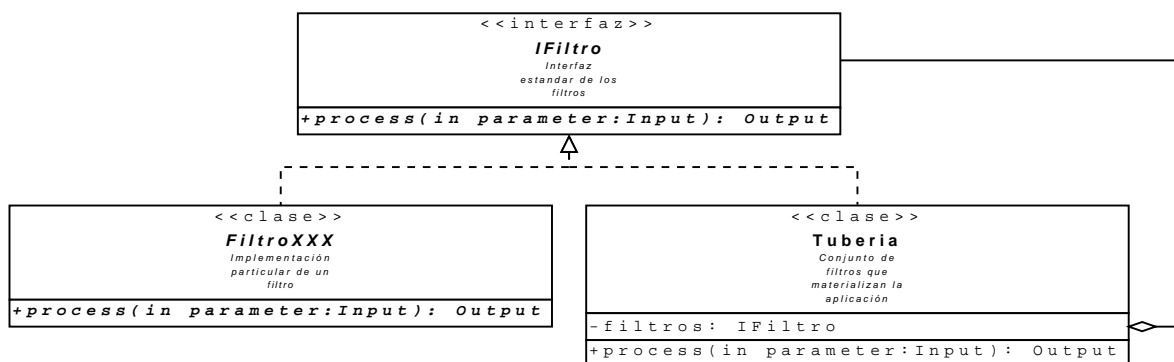 <<interfaz>>
IFiltro
Interfaz
estandar de los
filtros
+process(in parameter:Input): Output
<<clase>>
FiltroXXX
Implementación
particular de un
filtro
+process(in parameter:Input): Output
<<clase>>
Tuberia
Conjunto de
filtros que
materializan la
aplicación
-filtros: IFiltro
+process(in parameter:Input): Output